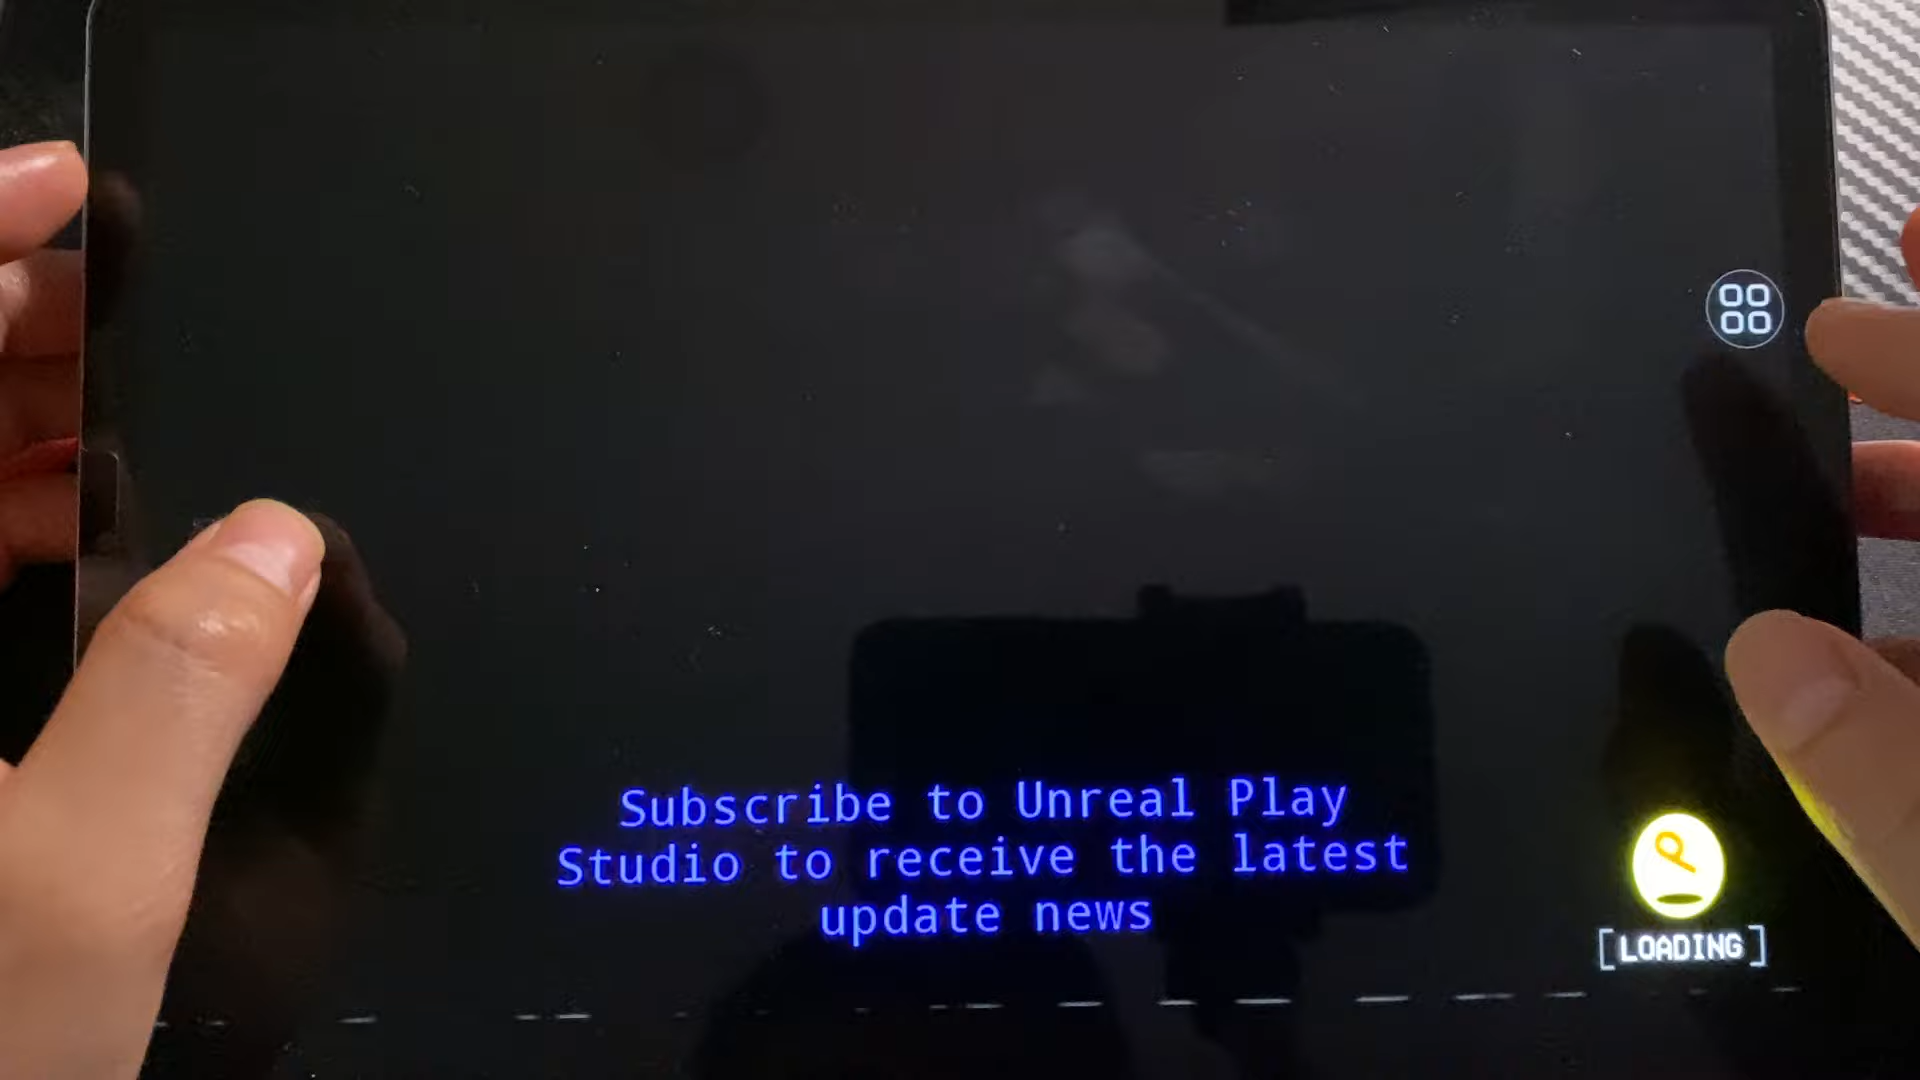 Subscribe to Unreal Play
Studio to receive the latest
update news
[LOADING]